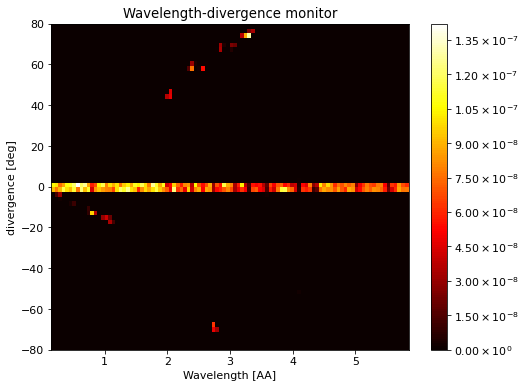 Wavelength-divergence monitor
divergence [deg]
80
60
40
20
0
−20
−40
−60
−80
1
2
3
4
5
Wavelength [AA]
1.35 × 10⁻⁷
1.20 × 10⁻⁷
1.05 × 10⁻⁷
9.00 × 10⁻⁸
7.50 × 10⁻⁸
6.00 × 10⁻⁸
4.50 × 10⁻⁸
3.00 × 10⁻⁸
1.50 × 10⁻⁸
0.00 × 10⁰